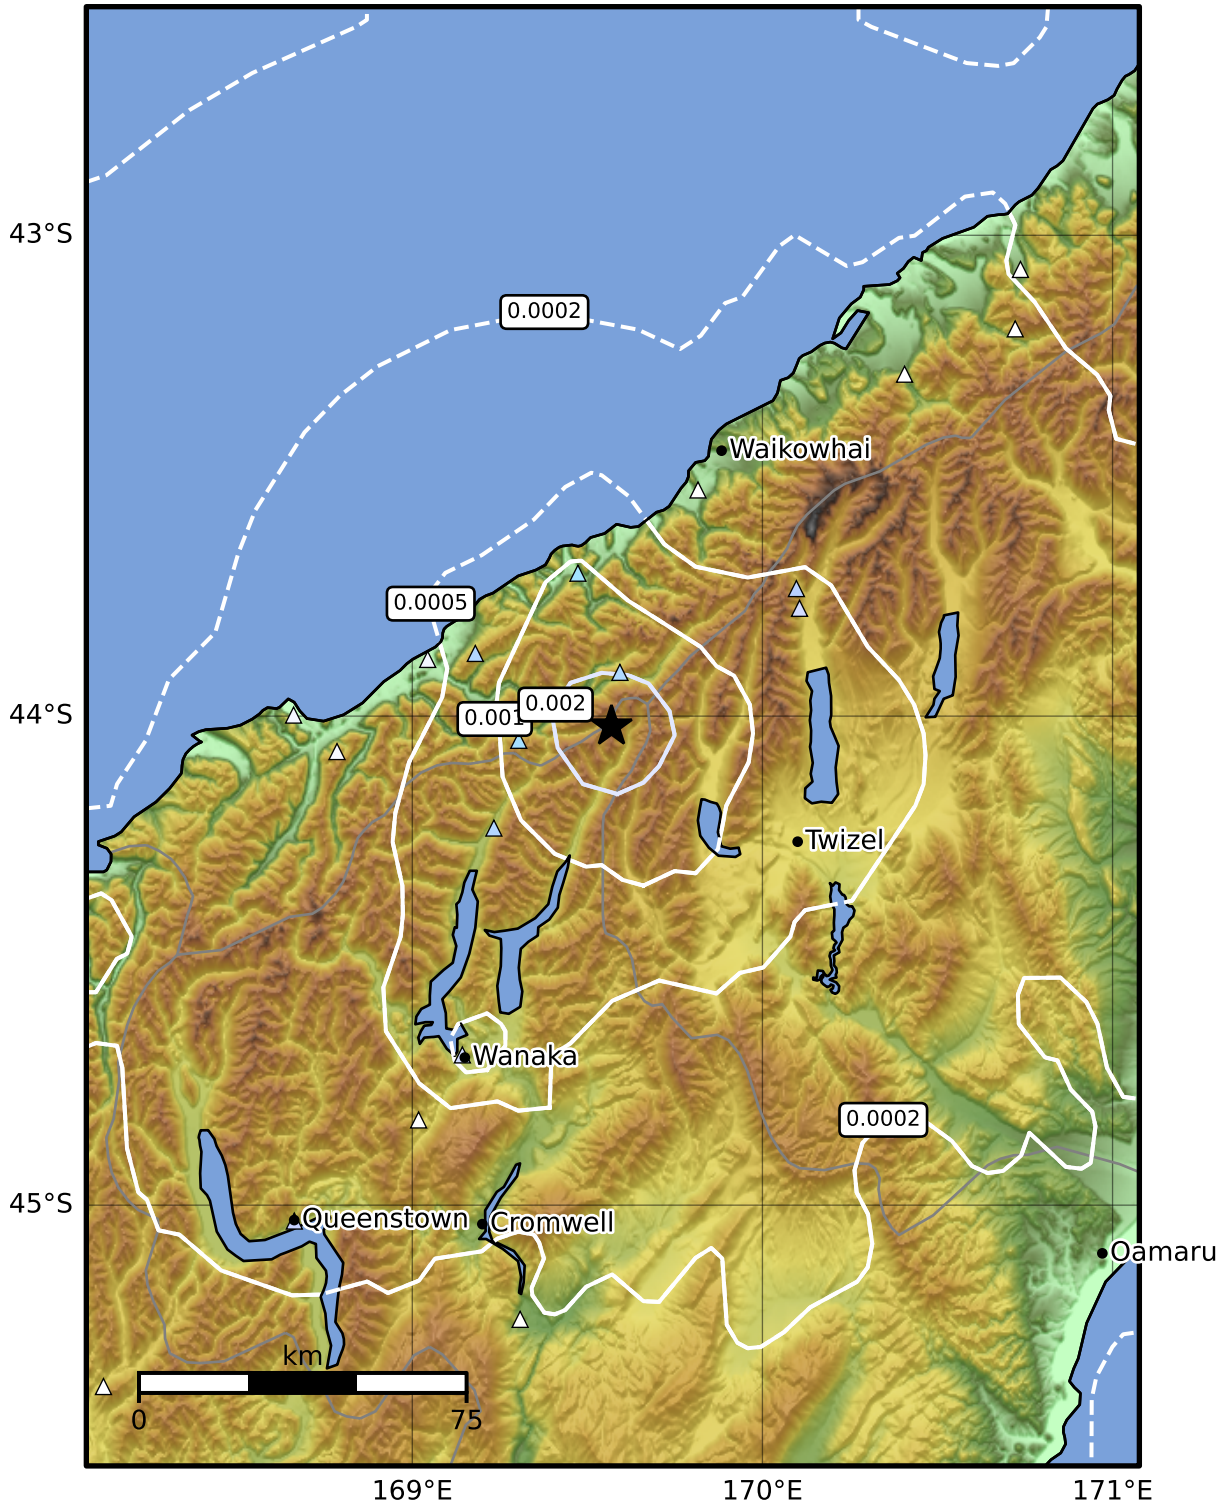 43°S
0.0002
Waikowhai
0.0005
44°S
0.001
0.002
Twizel
Wanaka
0.0002
45°S
Queenstown
Cromwell
Oamaru
km
0
75
169°E
170°E
171°E